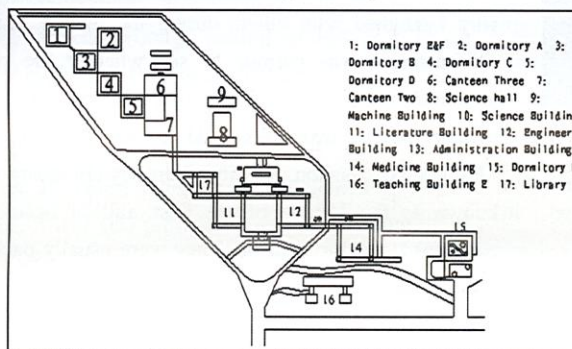 1: Dormitory E&F 2: Dormitory A 3:
Dormitory B 4: Dormitory C 5:
Dormitory D 6: Canteen Three 7:
Canteen Two 8: Science hall 9:
Machine Building 10: Science Buildin
11: Literature Building 12: Engineer
Building 13: Administration Building
14: Medicine Building 15: Dormitory
16: Teaching Building E 17: Library
1
2
3
4
5
6
7
9
8
17
11
12
14
15
16